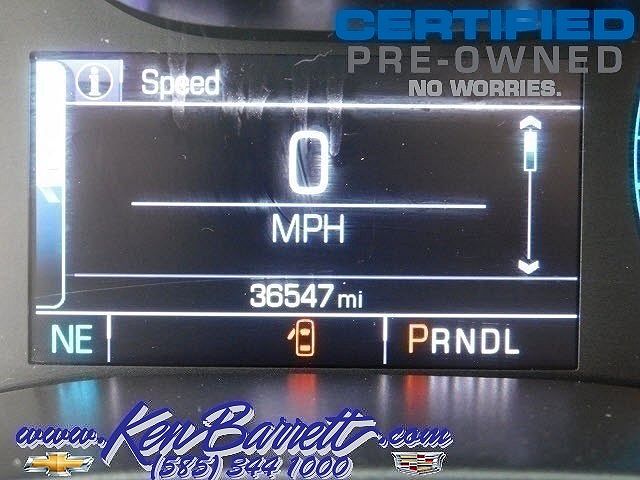 CERTIFIED
PRE-OWNED
NO WORRIES.
i Speed
0
MPH
36547 mi
NE PRNDL
www.KenBarrett.com
(585) 344 1000